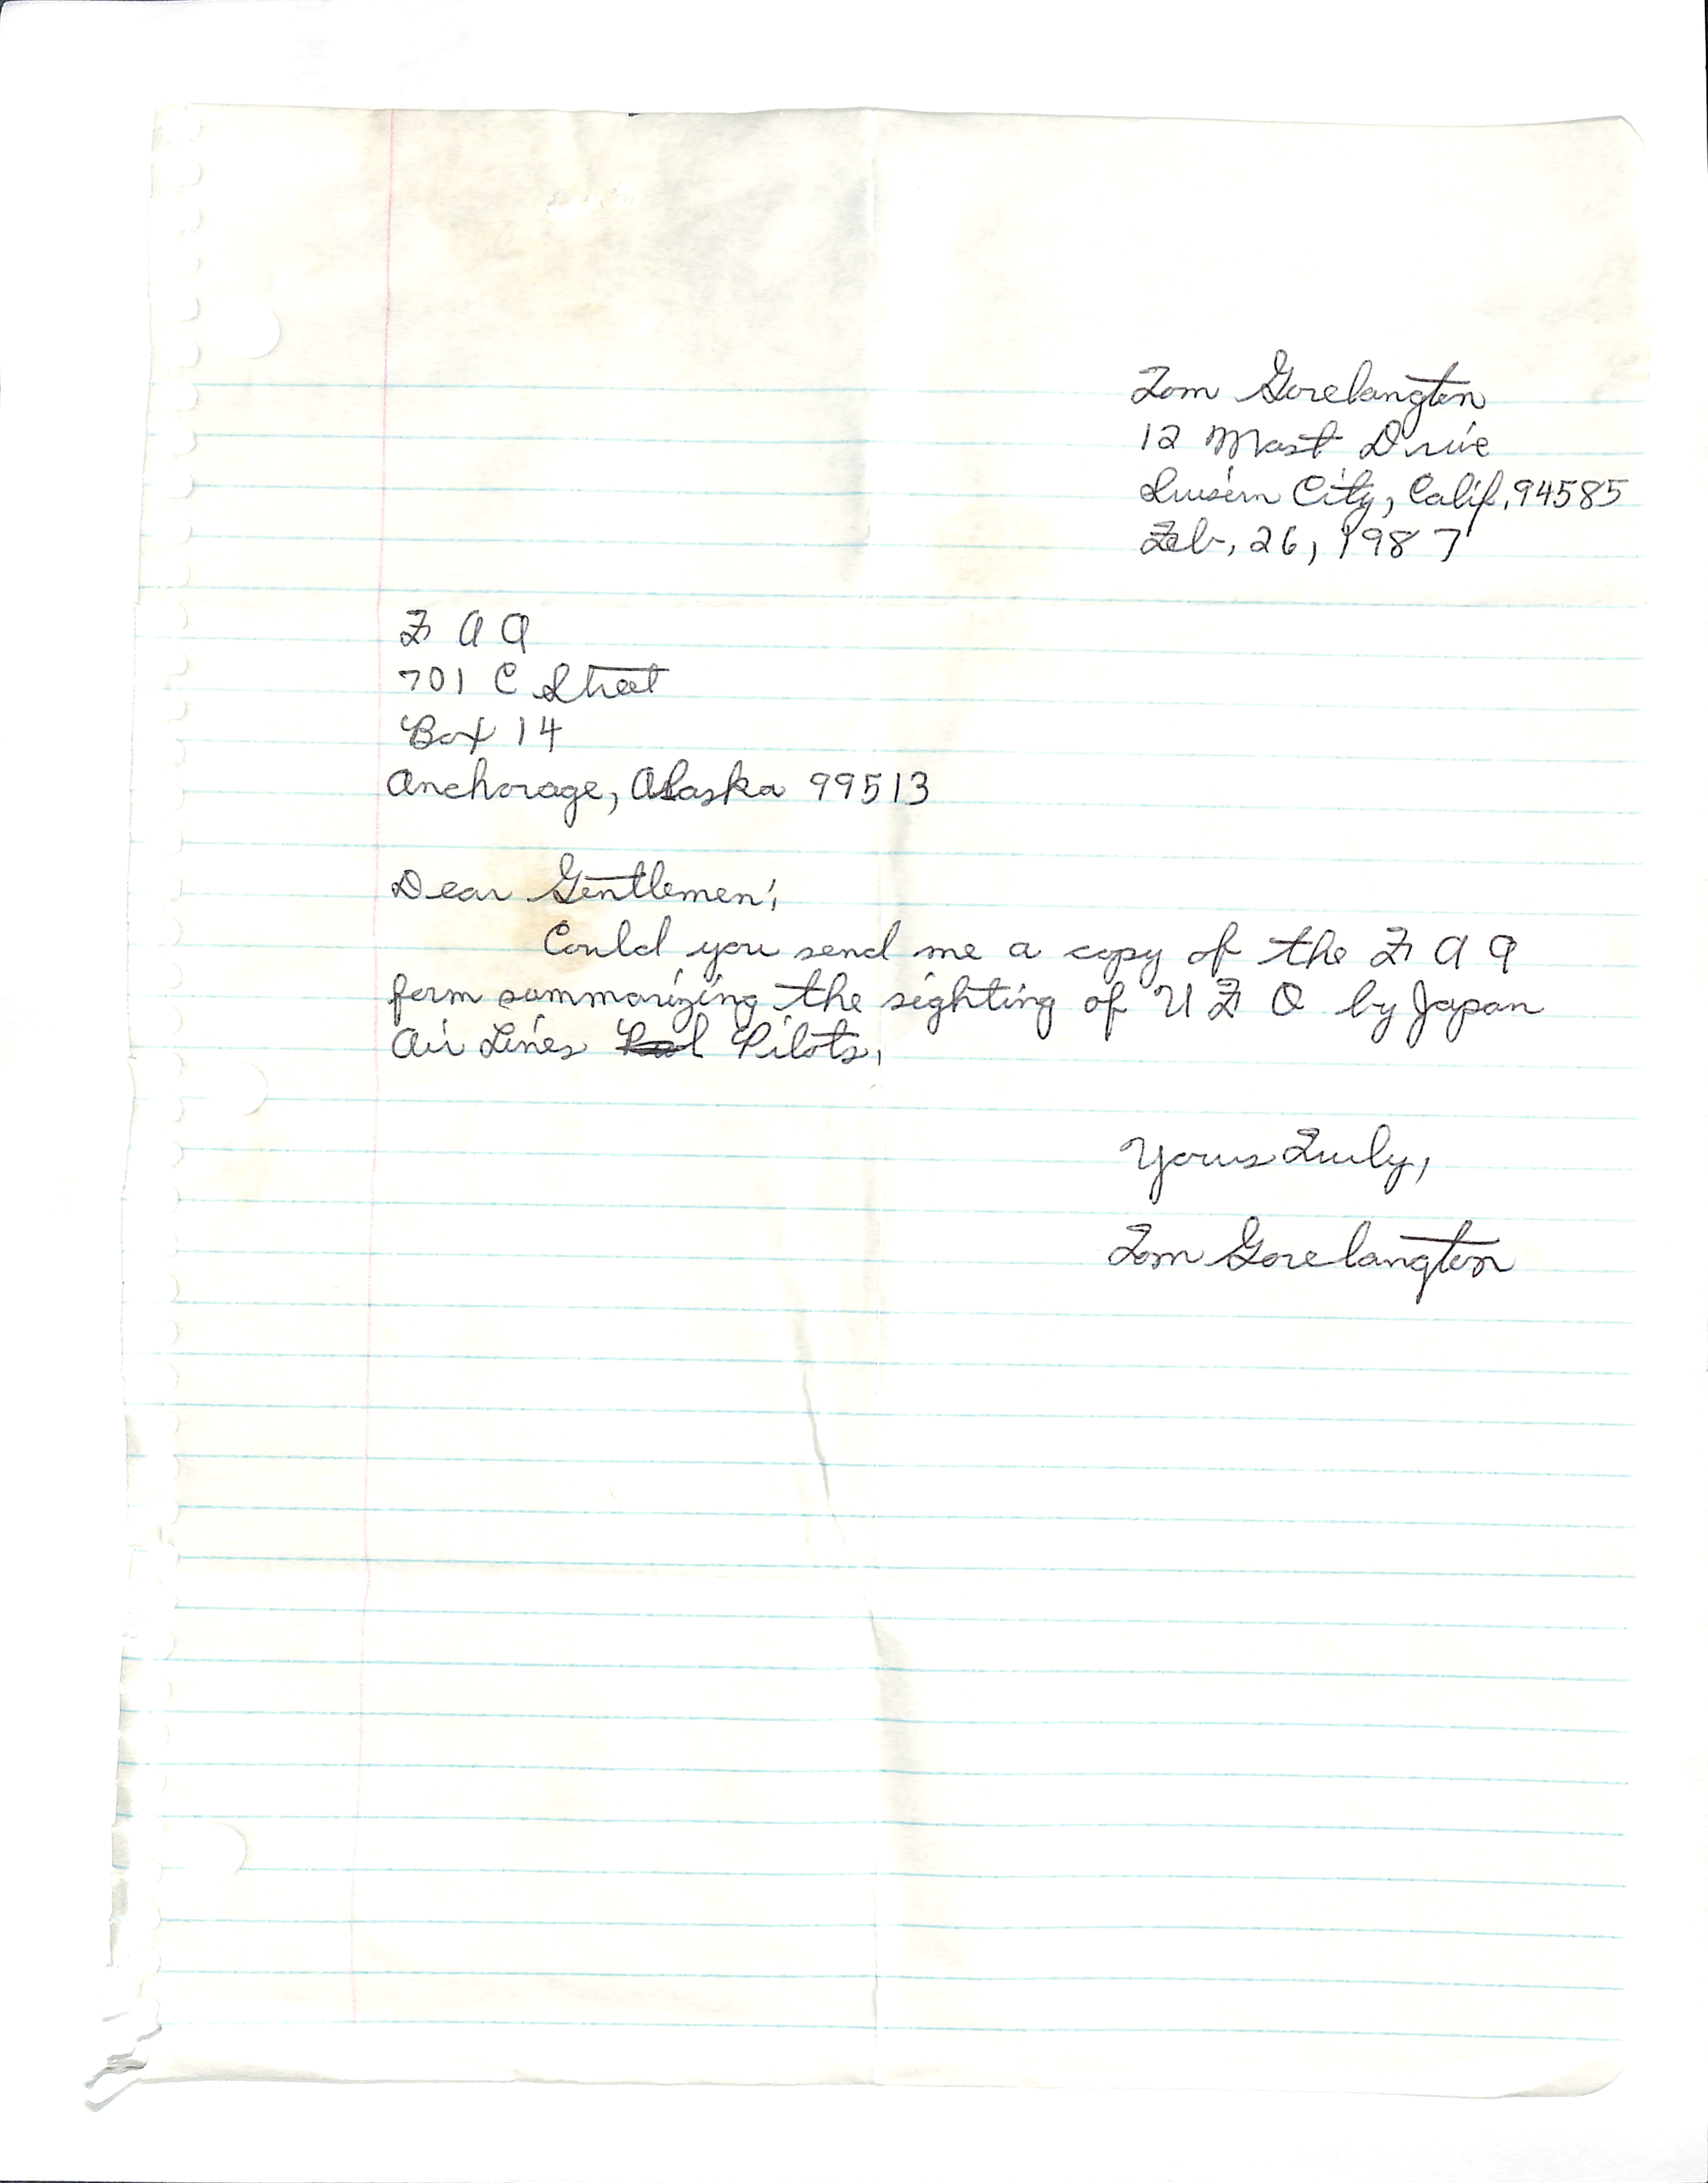 Tom Gorelangton
12 Mast Drive
Suisun City, Calif. 94585
Feb. 26, 1987
F A A
701 C Street
Box 14
Anchorage, Alaska 99513
Dear Gentlemen;
Could you send me a copy of the F A A
form summarizing the sighting of U F O by Japan
Air Lines Pilots.
Yours Truly,
Tom Gorelangton